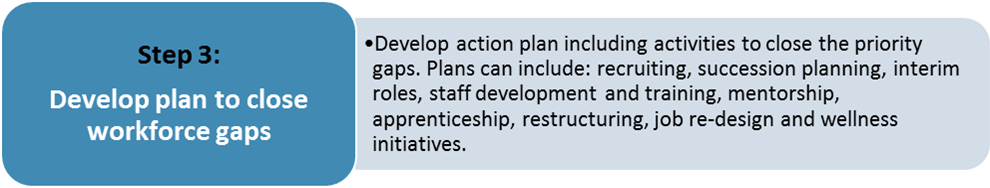 Step 3:
Develop plan to close
workforce gaps
•Develop action plan including activities to close the priority
gaps. Plans can include: recruiting, succession planning, interim
roles, staff development and training, mentorship,
apprenticeship, restructuring, job re-design and wellness
initiatives.